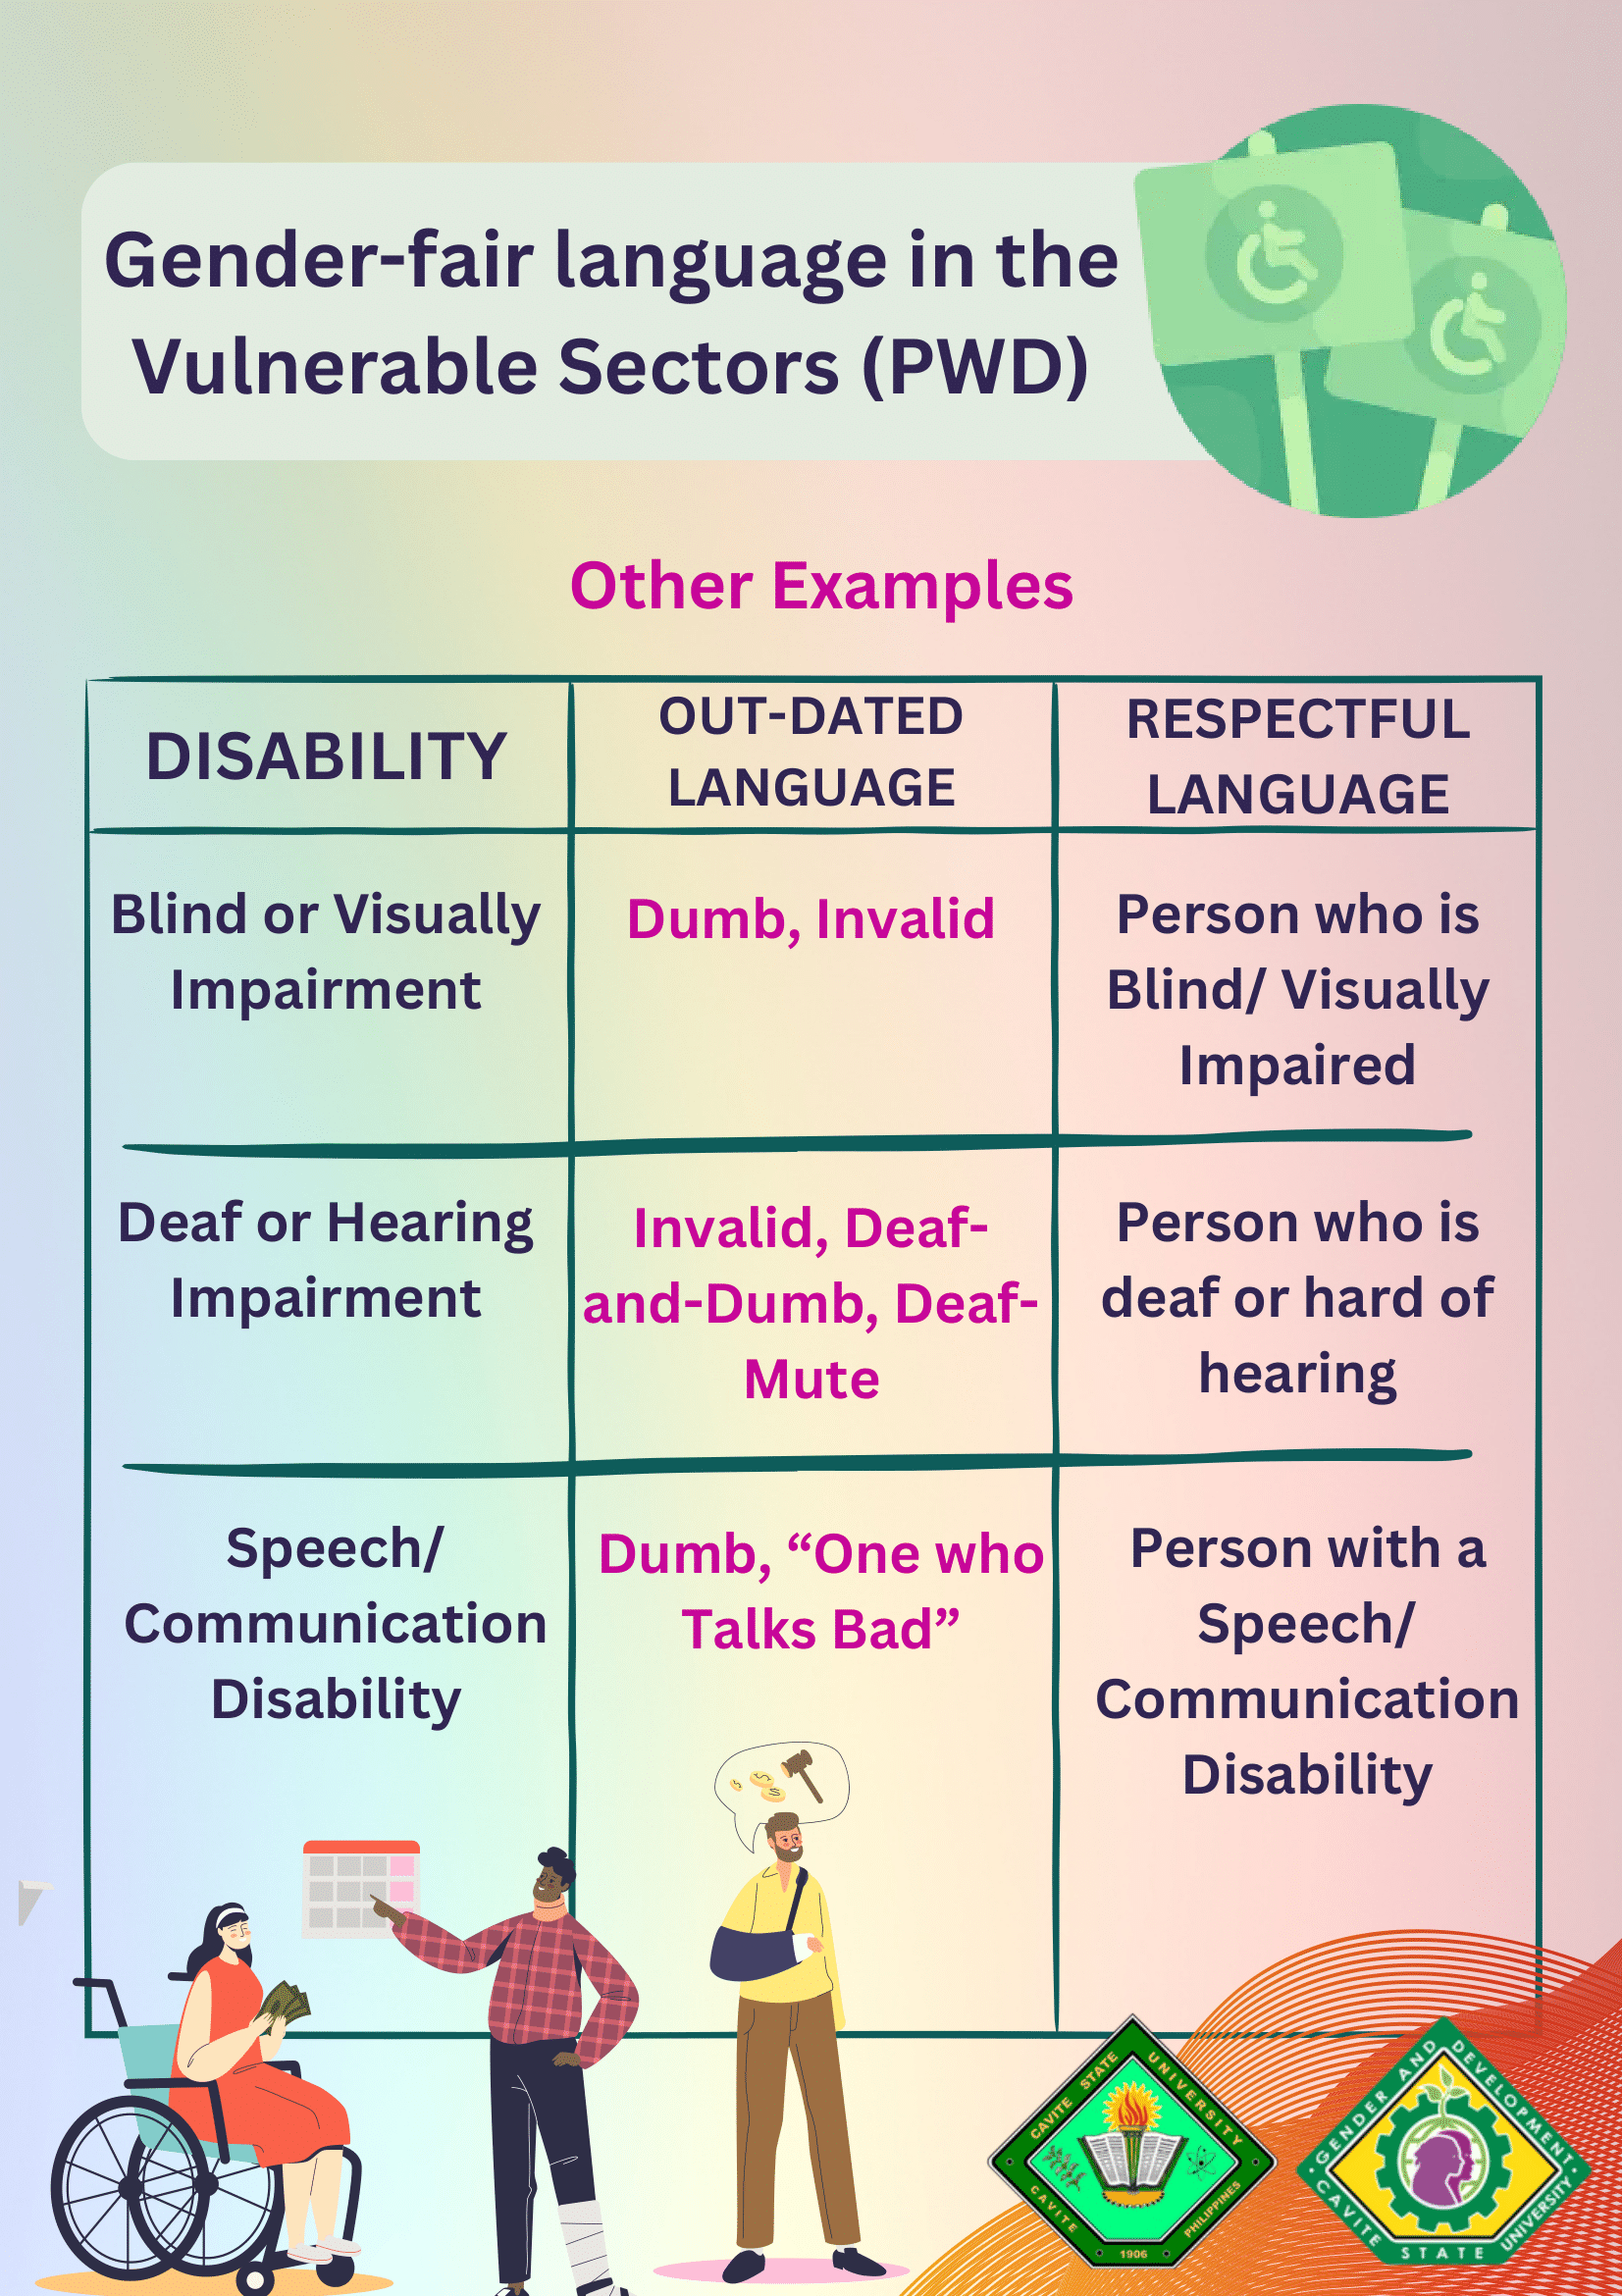 Gender-fair language in the
Vulnerable Sectors (PWD)
Other Examples
DISABILITY
OUT-DATED
LANGUAGE
RESPECTFUL
LANGUAGE
Blind or Visually
Impairment
Dumb, Invalid
Person who is
Blind/ Visually
Impaired
Deaf or Hearing
Impairment
Invalid, Deaf-
and-Dumb, Deaf-
Mute
Person who is
deaf or hard of
hearing
Speech/
Communication
Disability
Dumb, “One who
Talks Bad”
Person with a
Speech/
Communication
Disability
CAVITE STATE UNIVERSITY
CAVITE
1906
PHILIPPINES
GENDER AND DEVELOPMENT
CAVITE STATE UNIVERSITY